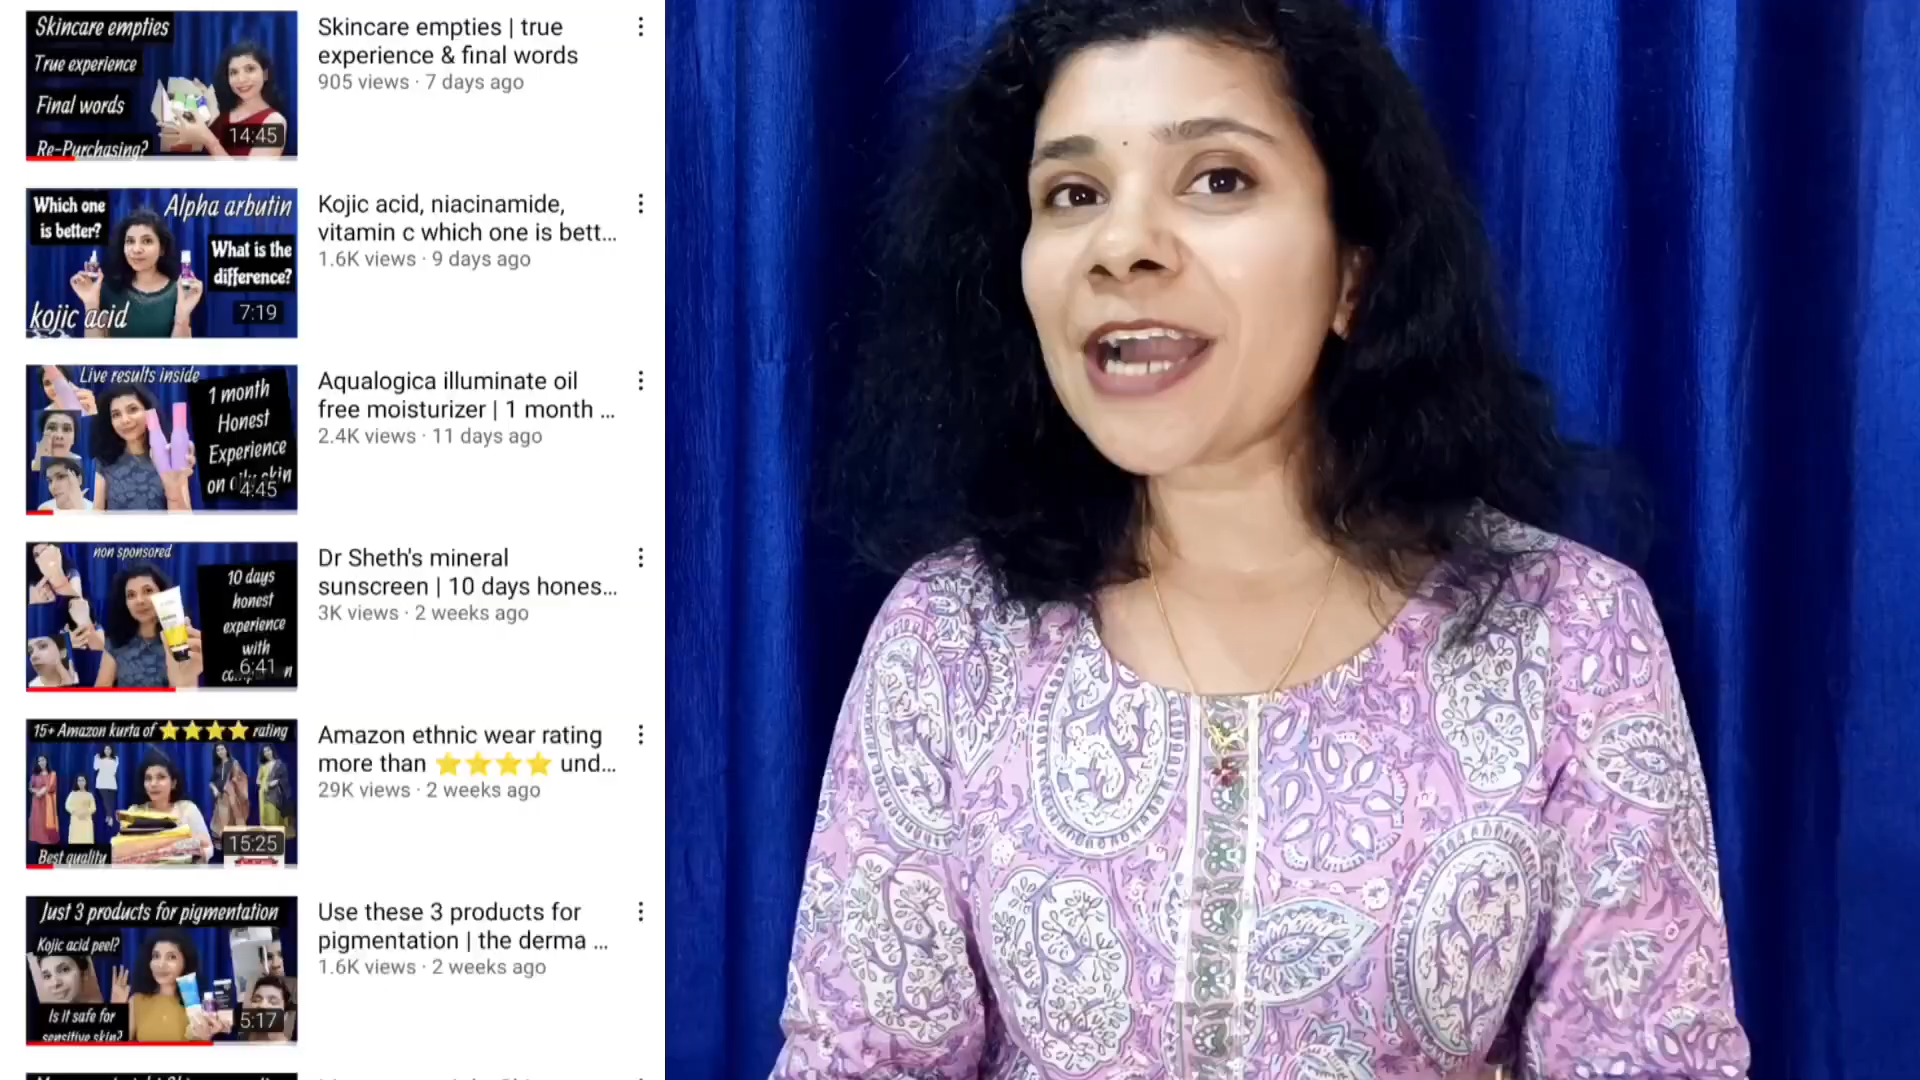 Skincare empties
True experience
Final words
Re-Purchasing?
14:45
Skincare empties | true
experience & final words
905 views · 7 days ago
Which one
is better?
Alpha arbutin
What is the
difference?
kojic acid
7:19
Kojic acid, niacinamide,
vitamin c which one is bett...
1.6K views · 9 days ago
Live results inside
1 month
Honest
Experience
on oily skin
4:45
Aqualogica illuminate oil
free moisturizer | 1 month ...
2.4K views · 11 days ago
non sponsored
10 days
honest
experience
with
6:41
Dr Sheth's mineral
sunscreen | 10 days hones...
3K views · 2 weeks ago
15+ Amazon kurta of ⭐⭐⭐⭐ rating
Best quality
15:25
Amazon ethnic wear rating
more than ⭐⭐⭐⭐ und...
29K views · 2 weeks ago
Just 3 products for pigmentation
Kojic acid peel?
Is it safe for
sensitive skin?
5:17
Use these 3 products for
pigmentation | the derma ...
1.6K views · 2 weeks ago